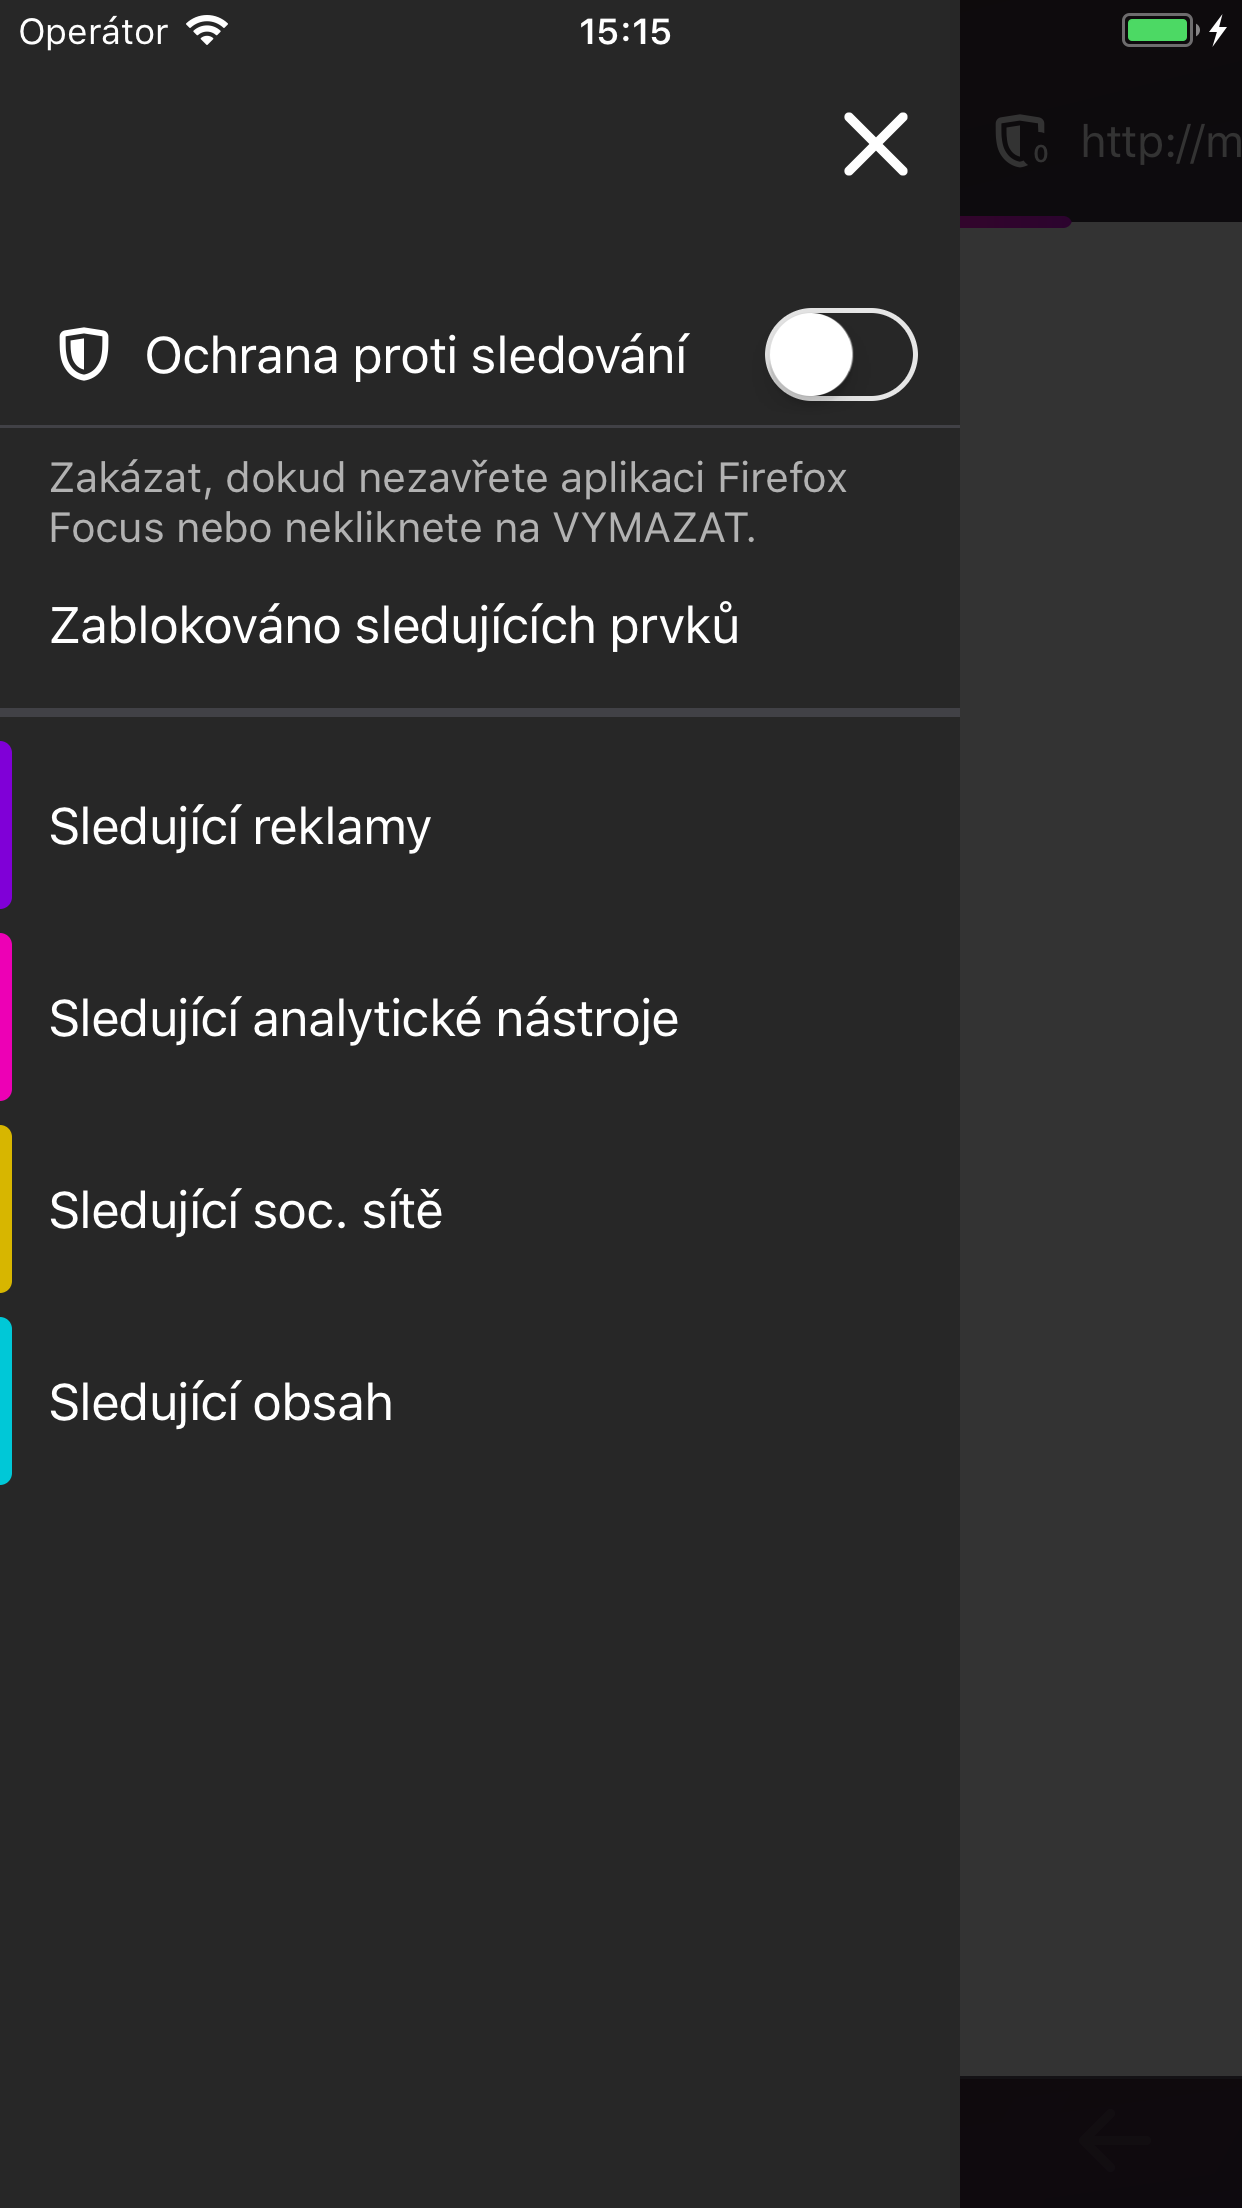 Operátor 15:15
0 http://m
Ochrana proti sledování
Zakázat, dokud nezavřete aplikaci Firefox
Focus nebo nekliknete na VYMAZAT.
Zablokováno sledujících prvků
Sledující reklamy
Sledující analytické nástroje
Sledující soc. sítě
Sledující obsah